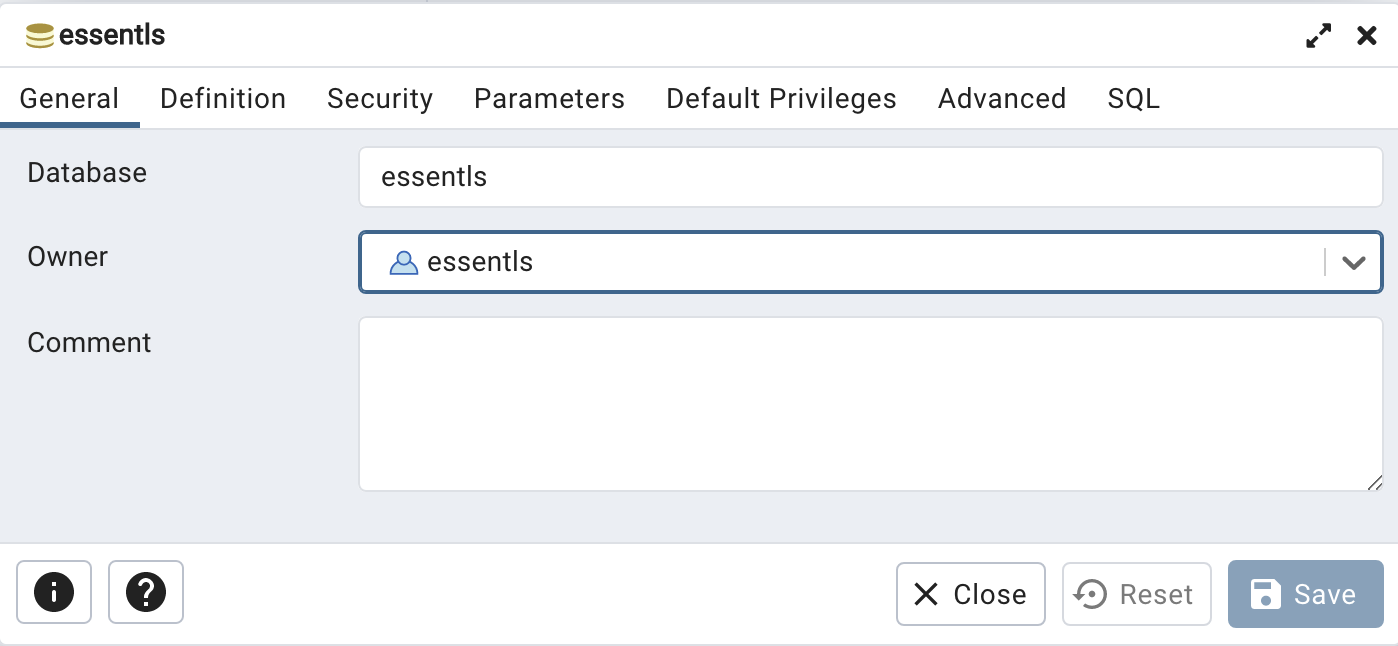 essentls
General Definition Security Parameters Default Privileges Advanced SQL
Database essentls
Owner essentls
Comment
Close Reset Save